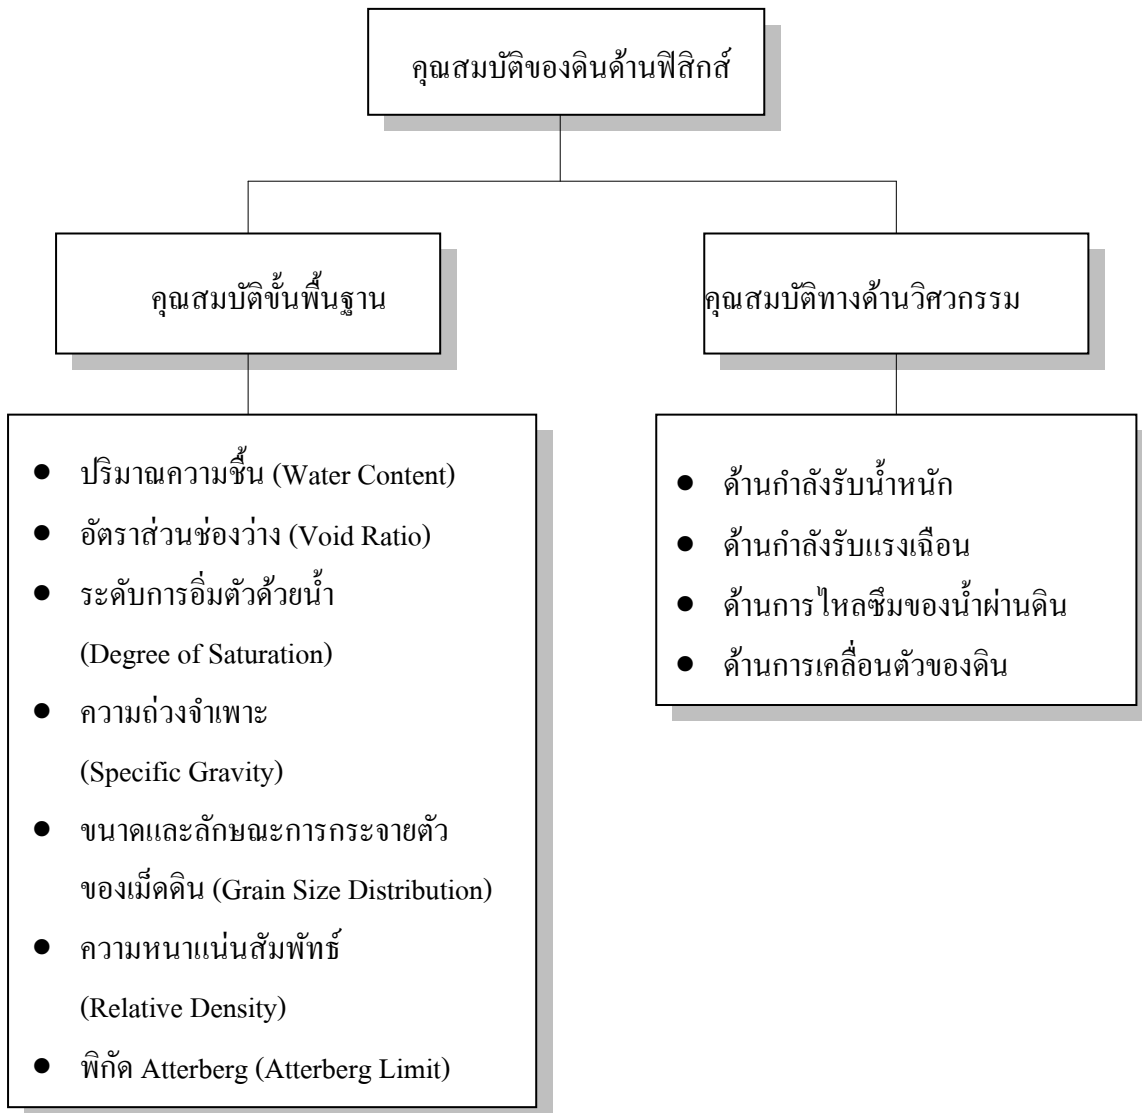 คุณสมบัติของดินด้านฟิสิกส์
คุณสมบัติขั้นพื้นฐาน
คุณสมบัติทางด้านวิศวกรรม
● ปริมาณความชื้น (Water Content)
● อัตราส่วนช่องว่าง (Void Ratio)
● ระดับการอิ่มตัวด้วยน้ำ
(Degree of Saturation)
● ความถ่วงจำเพาะ
(Specific Gravity)
● ขนาดและลักษณะการกระจายตัว
ของเม็ดดิน (Grain Size Distribution)
● ความหนาแน่นสัมพัทธ์
(Relative Density)
● พิกัด Atterberg (Atterberg Limit)
● ด้านกำลังรับน้ำหนัก
● ด้านกำลังรับแรงเฉือน
● ด้านการไหลซึมของน้ำผ่านดิน
● ด้านการเคลื่อนตัวของดิน